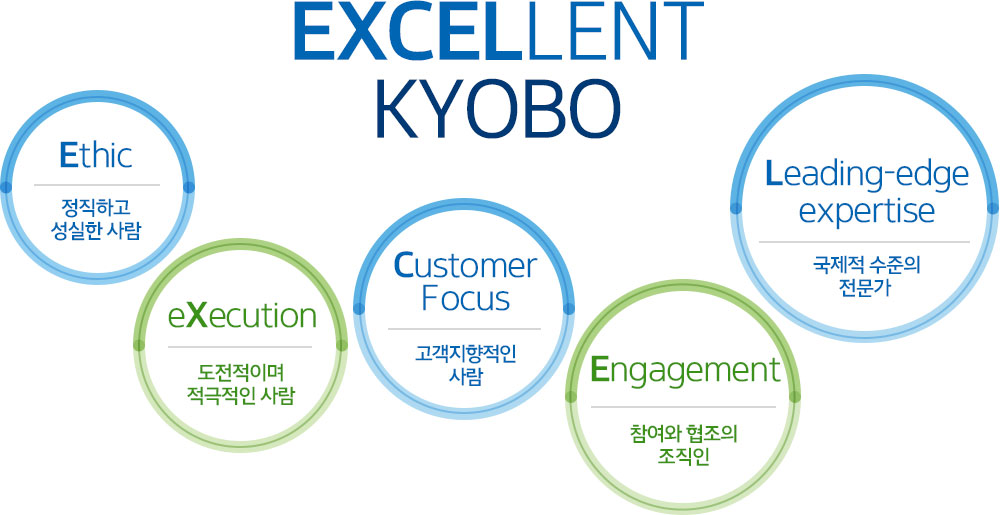 EXCELLENT
KYOBO
Ethic
정직하고
성실한 사람
eXecution
도전적이며
적극적인 사람
Customer
Focus
고객지향적인
사람
Engagement
참여와 협조의
조직인
Leading-edge
expertise
국제적 수준의
전문가